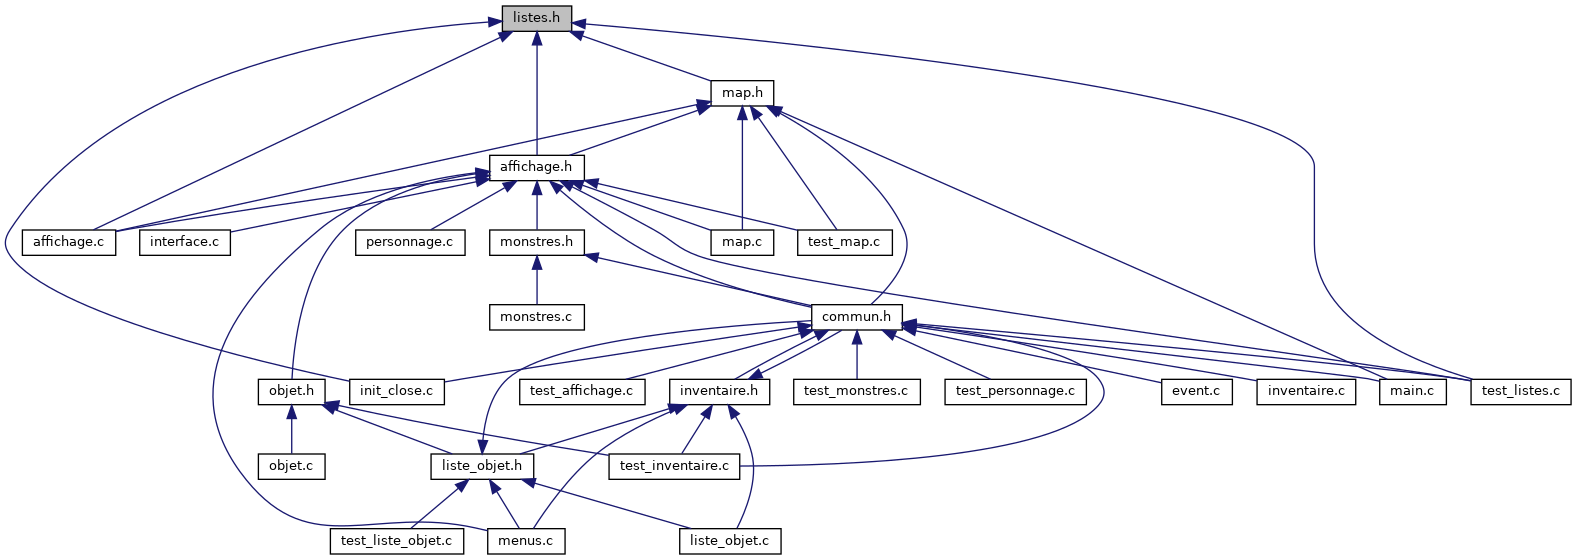 listes.h
map.h
affichage.h
affichage.c
interface.c
personnage.c
monstres.h
map.c
test_map.c
monstres.c
commun.h
objet.h
init_close.c
test_affichage.c
inventaire.h
test_monstres.c
test_personnage.c
event.c
inventaire.c
main.c
test_listes.c
objet.c
liste_objet.h
test_inventaire.c
test_liste_objet.c
menus.c
liste_objet.c